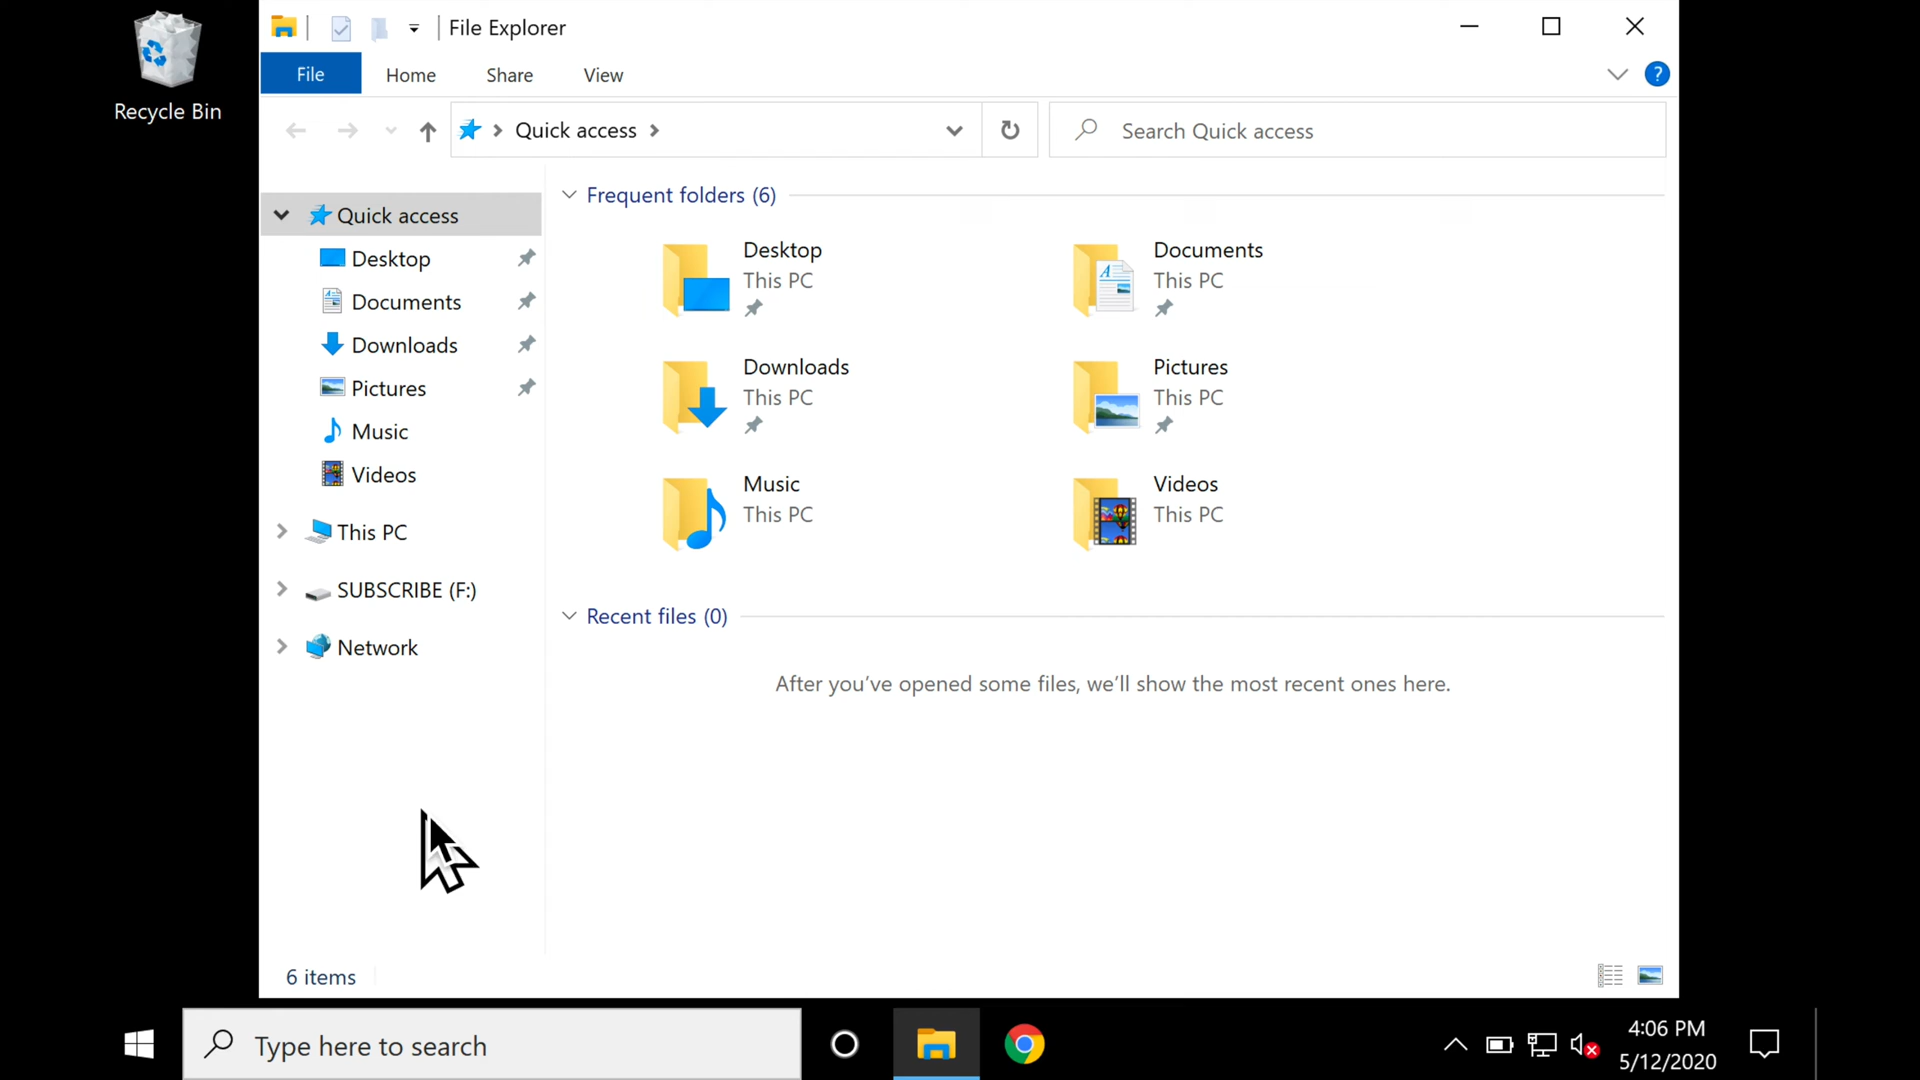 Recycle Bin
File Explorer
File Home Share View
?
Quick access
Search Quick access
Quick access
Desktop
Documents
Downloads
Pictures
Music
Videos
This PC
SUBSCRIBE (F:)
Network
Frequent folders (6)
Desktop
This PC
Documents
This PC
Downloads
This PC
Pictures
This PC
Music
This PC
Videos
This PC
Recent files (0)
After you've opened some files, we'll show the most recent ones here.
6 items
Type here to search
4:06 PM
5/12/2020